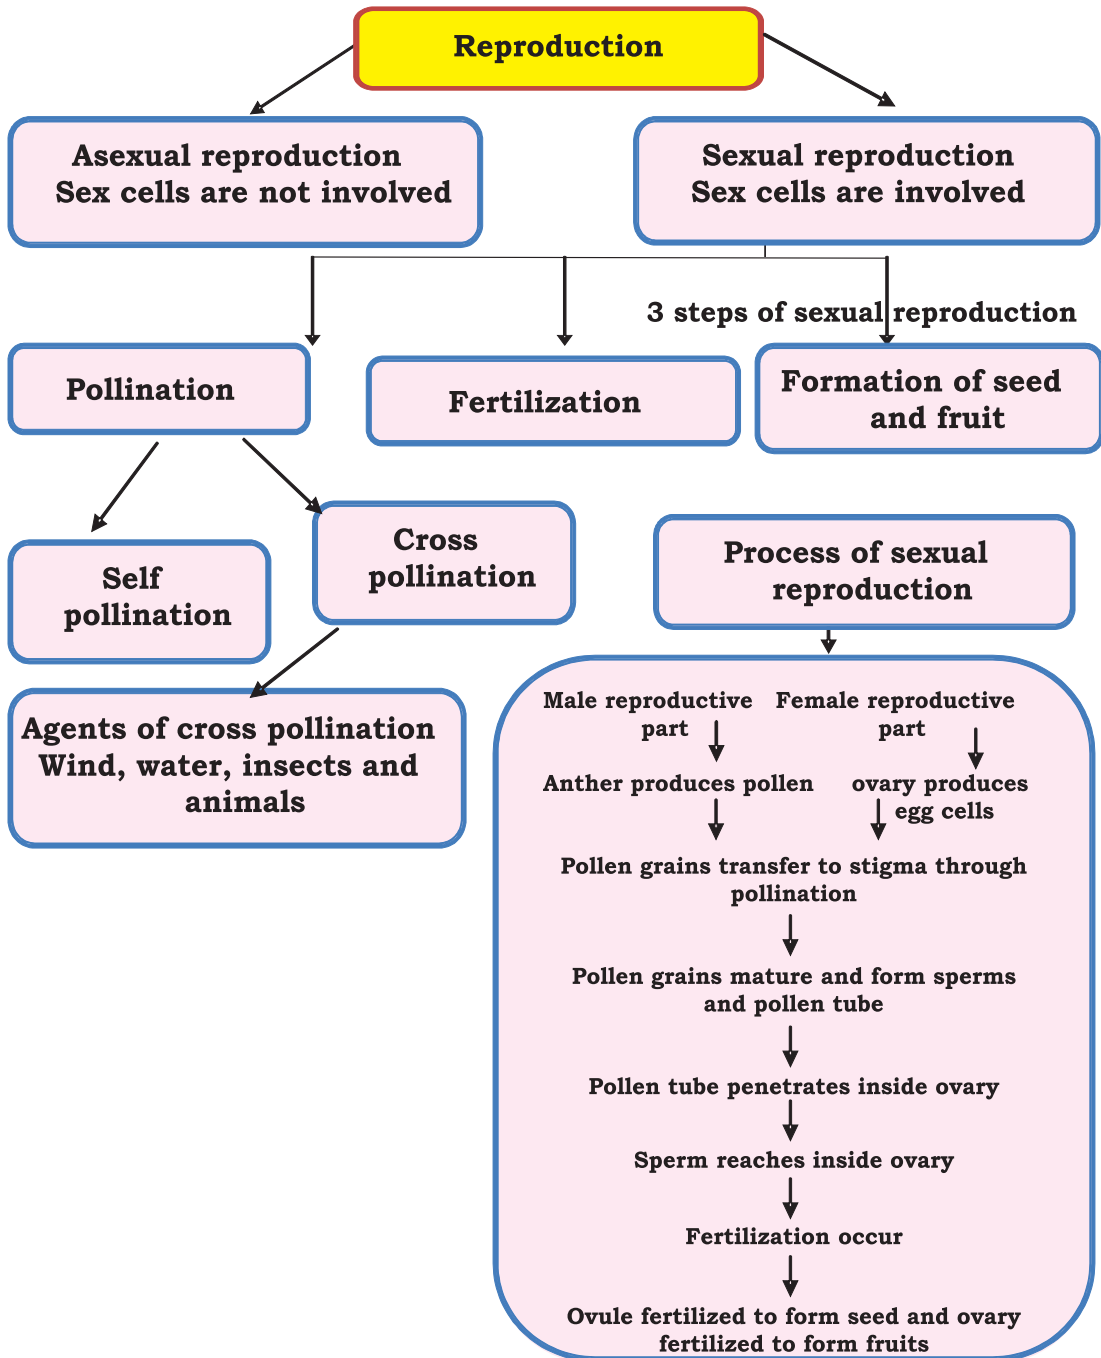 Reproduction
Asexual reproduction
Sex cells are not involved
Sexual reproduction
Sex cells are involved
3 steps of sexual reproduction
Pollination
Fertilization
Formation of seed
and fruit
Self
pollination
Cross
pollination
Agents of cross pollination
Wind, water, insects and
animals
Process of sexual
reproduction
Male reproductive
part
Female reproductive
part
Anther produces pollen
ovary produces
egg cells
Pollen grains transfer to stigma through
pollination
Pollen grains mature and form sperms
and pollen tube
Pollen tube penetrates inside ovary
Sperm reaches inside ovary
Fertilization occur
Ovule fertilized to form seed and ovary
fertilized to form fruits